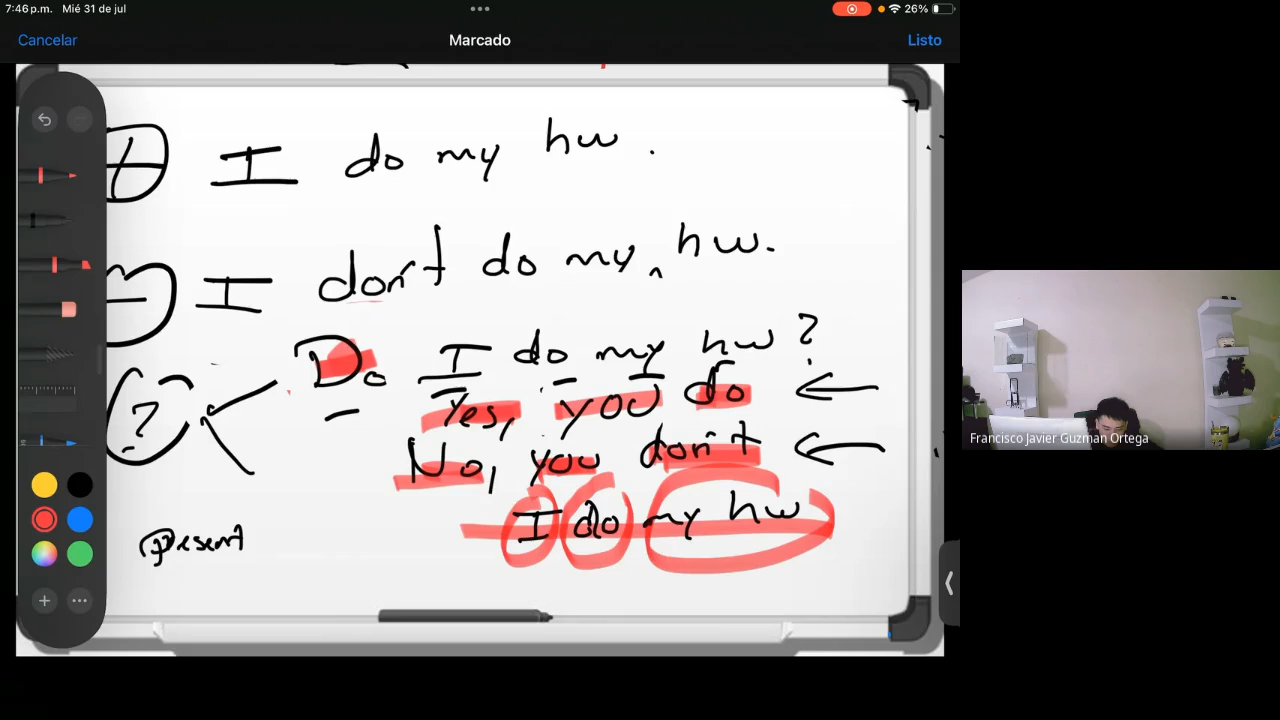 7:46 p.m. Mié 31 de jul
26%
Cancelar
Marcado
Listo
+ I do my hw.
- I don't do my ^ hw.
? Do I do my hw?
Yes, you do ←
No, you don't ←
I do my hw
present
Francisco Javier Guzman Ortega